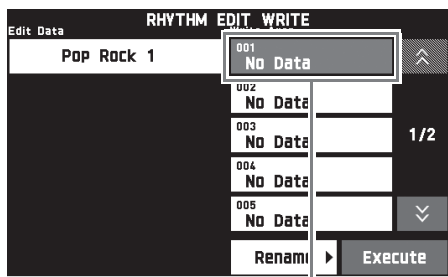 RHYTHM EDIT WRITE
Edit Data
Pop Rock 1
001
No Data
002
No Data
003
No Data
1/2
004
No Data
005
No Data
Execute